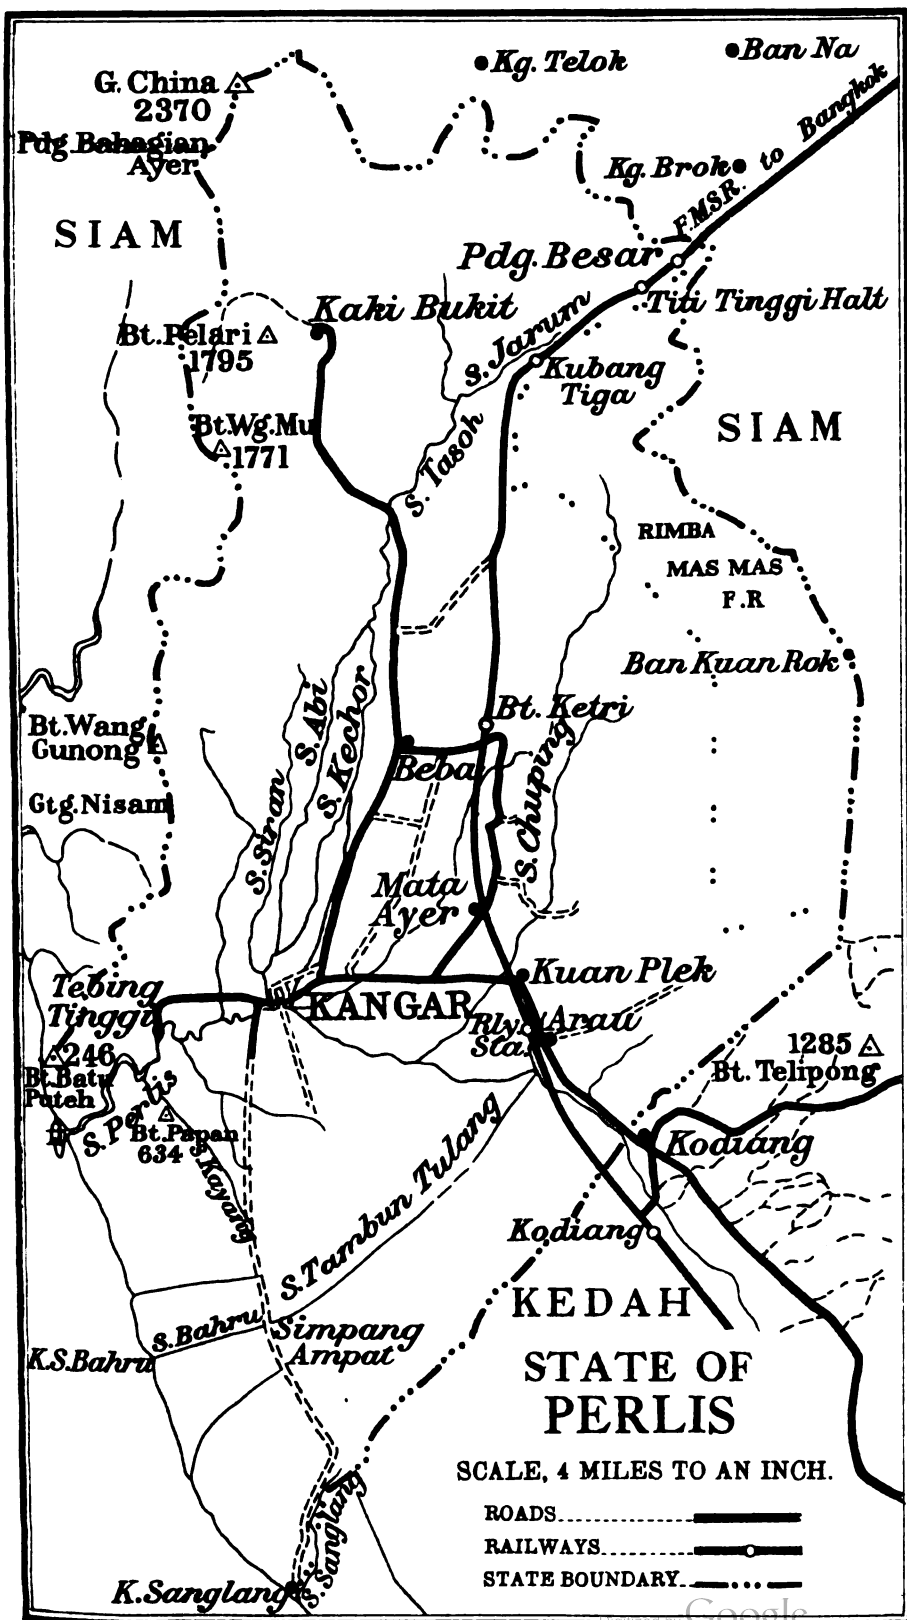 Kg. Telok
Ban Na
G. China
2370
Pdg. Bahagian
Ayer
Kg. Brok
F.M.S.R. to Bangkok
SIAM
Pdg. Besar
Titi Tinggi Halt
Kaki Bukit
S. Jarum
Bt. Pelari
1795
Kubang
Tiga
Bt. Wg. Mu
1771
S. Tasoh
SIAM
RIMBA
MAS MAS
F.R
Ban Kuan Rok
Bt. Ketri
S. Abi
S. Kechor
Bt. Wang
Gunong
Beba
S. Chuping
Gtg. Nisam
S. Siran
Mata
Ayer
Kuan Plek
Tebing
Tinggi
KANGAR
Rly.
Sta.
Arau
246
Bt. Batu
Puteh
1285
Bt. Telipong
S. Perlis
Bt. Papan
634
S. Kayang
Kodiang
S. Tambun Tulang
Kodiang
KEDAH
S. Bahru
Simpang
Ampat
K.S. Bahru
STATE OF
PERLIS
SCALE, 4 MILES TO AN INCH.
ROADS
RAILWAYS
STATE BOUNDARY
S. Sanglang
K. Sanglang
Google